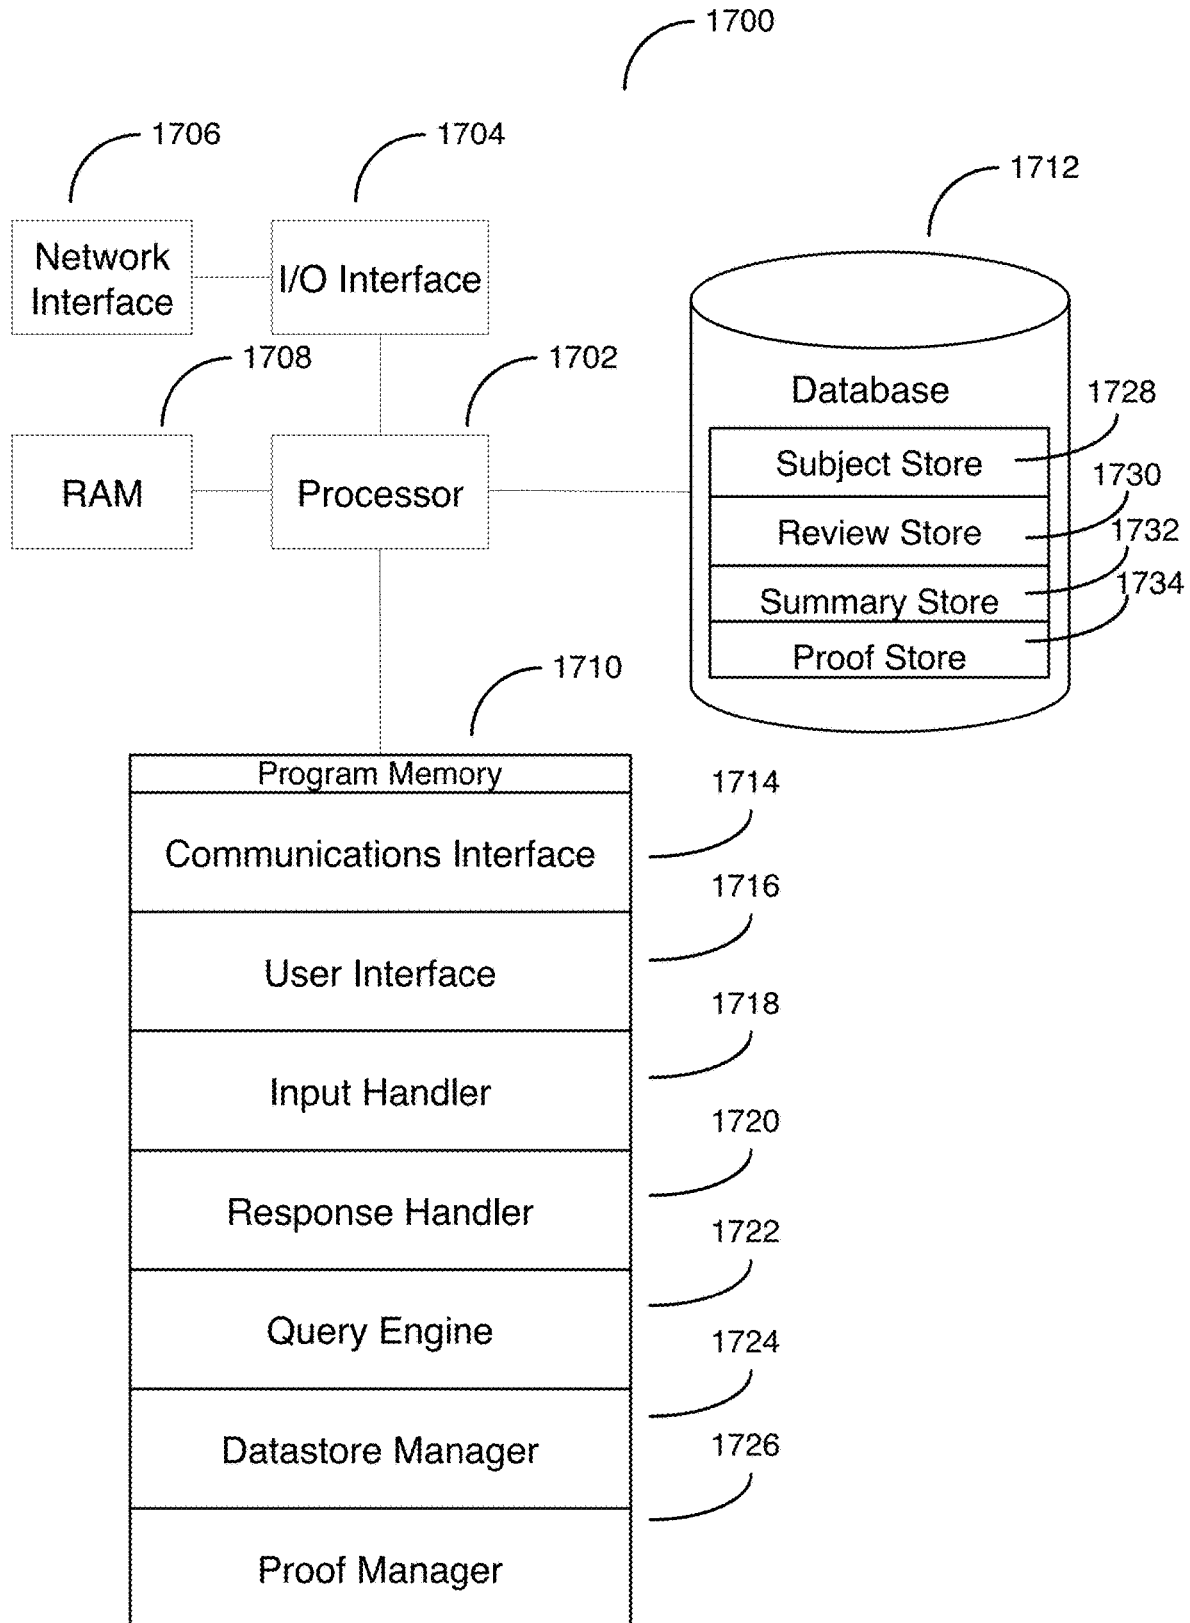 1700
1706
1704
1712
Network
Interface
I/O Interface
1708
1702
Database
1728
RAM
Processor
Subject Store
1730
Review Store
1732
Summary Store
1734
Proof Store
1710
Program Memory
1714
Communications Interface
1716
User Interface
1718
Input Handler
1720
Response Handler
1722
Query Engine
1724
Datastore Manager
1726
Proof Manager